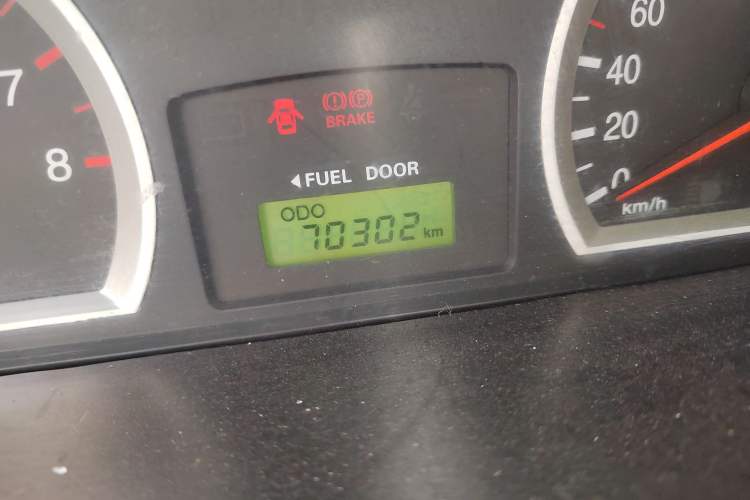 7
8
BRAKE
◄FUEL DOOR
ODO
70302 km
60
40
20
0
km/h